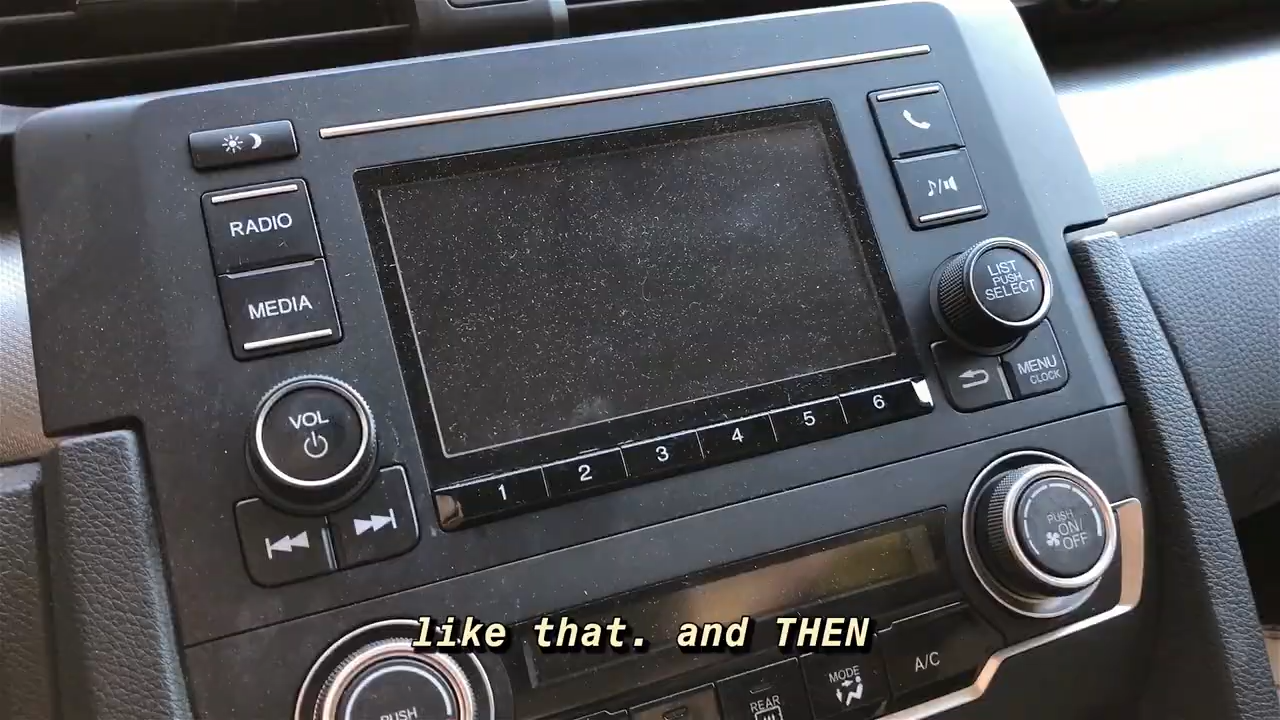 RADIO
MEDIA
VOL
1 2 3 4 5 6
LIST
PUSH
SELECT
MENU
CLOCK
PUSH
ON/
OFF
like that. and THEN
A/C
MODE
REAR
PUSH